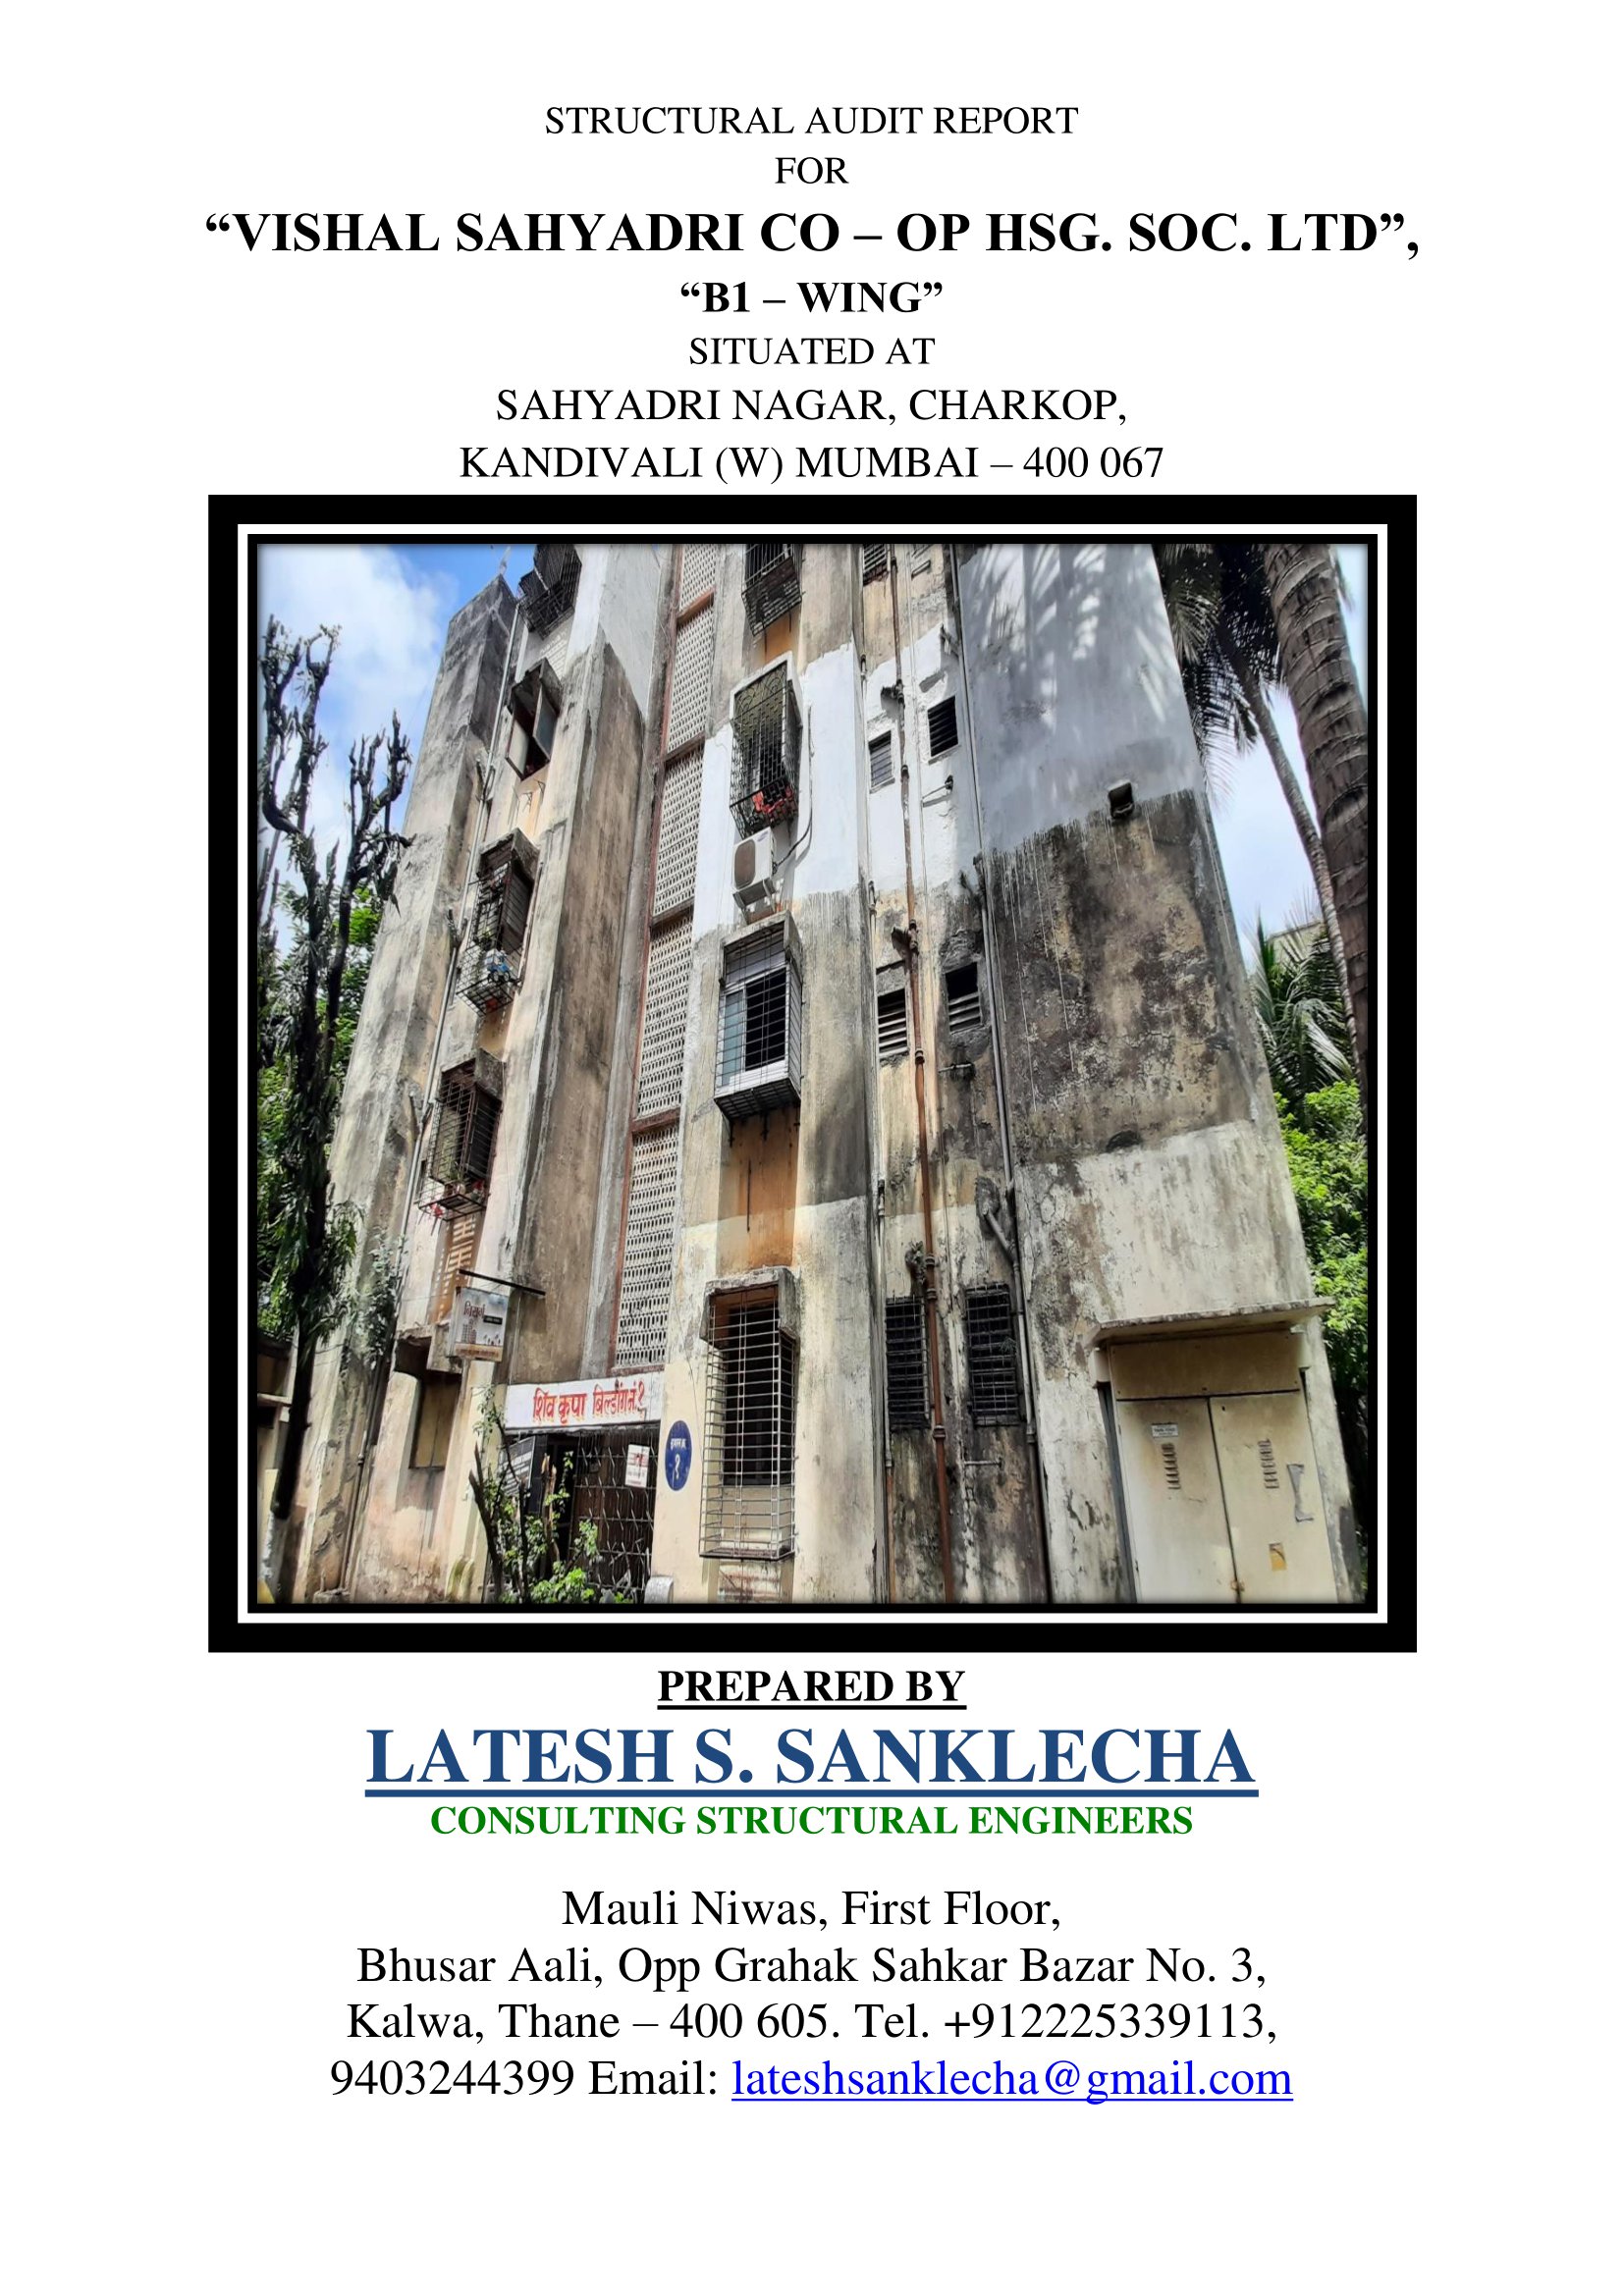 STRUCTURAL AUDIT REPORT
FOR
“VISHAL SAHYADRI CO – OP HSG. SOC. LTD”,
“B1 – WING”
SITUATED AT
SAHYADRI NAGAR, CHARKOP,
KANDIVALI (W) MUMBAI – 400 067
शिव कृपा बिल्डींग नं.१
PREPARED BY
LATESH S. SANKLECHA
CONSULTING STRUCTURAL ENGINEERS
Mauli Niwas, First Floor,
Bhusar Aali, Opp Grahak Sahkar Bazar No. 3,
Kalwa, Thane – 400 605. Tel. +912225339113,
9403244399 Email: lateshsanklecha@gmail.com